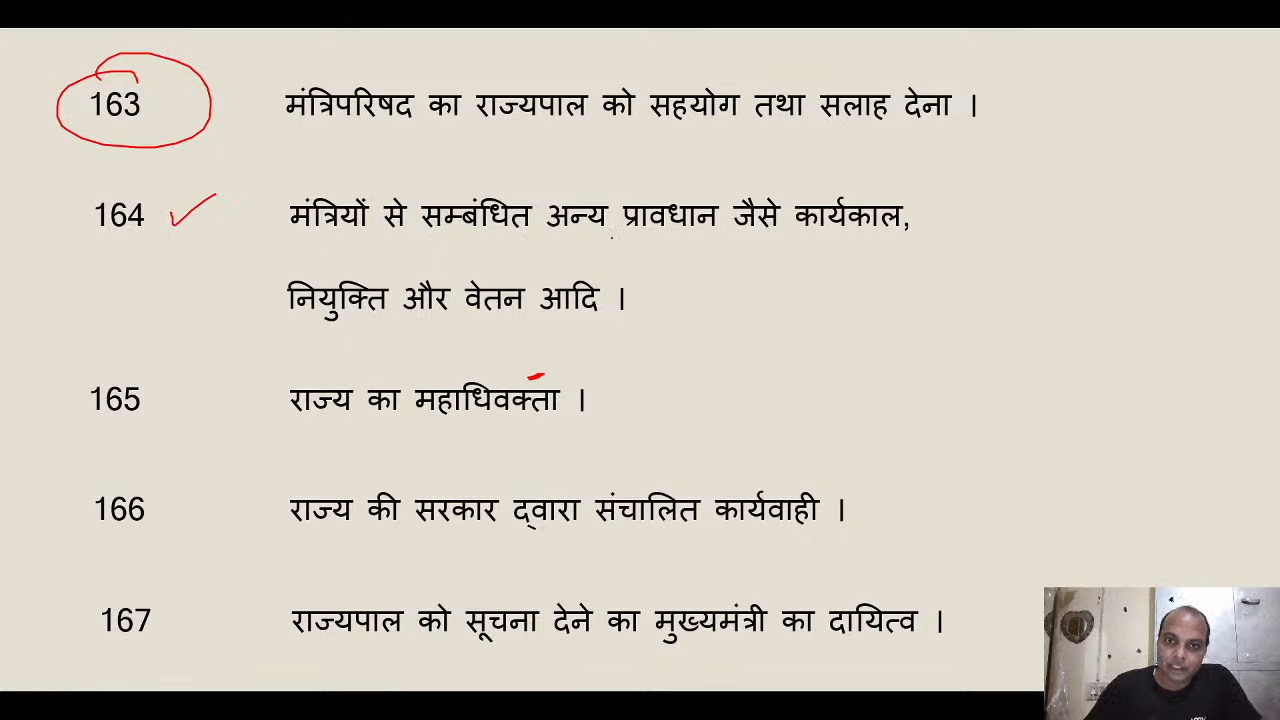 163 मंत्रिपरिषद का राज्यपाल को सहयोग तथा सलाह देना ।
164 मंत्रियों से सम्बंधित अन्य प्रावधान जैसे कार्यकाल,
नियुक्ति और वेतन आदि ।
165 राज्य का महाधिवक्ता ।
166 राज्य की सरकार द्वारा संचालित कार्यवाही ।
167 राज्यपाल को सूचना देने का मुख्यमंत्री का दायित्व ।